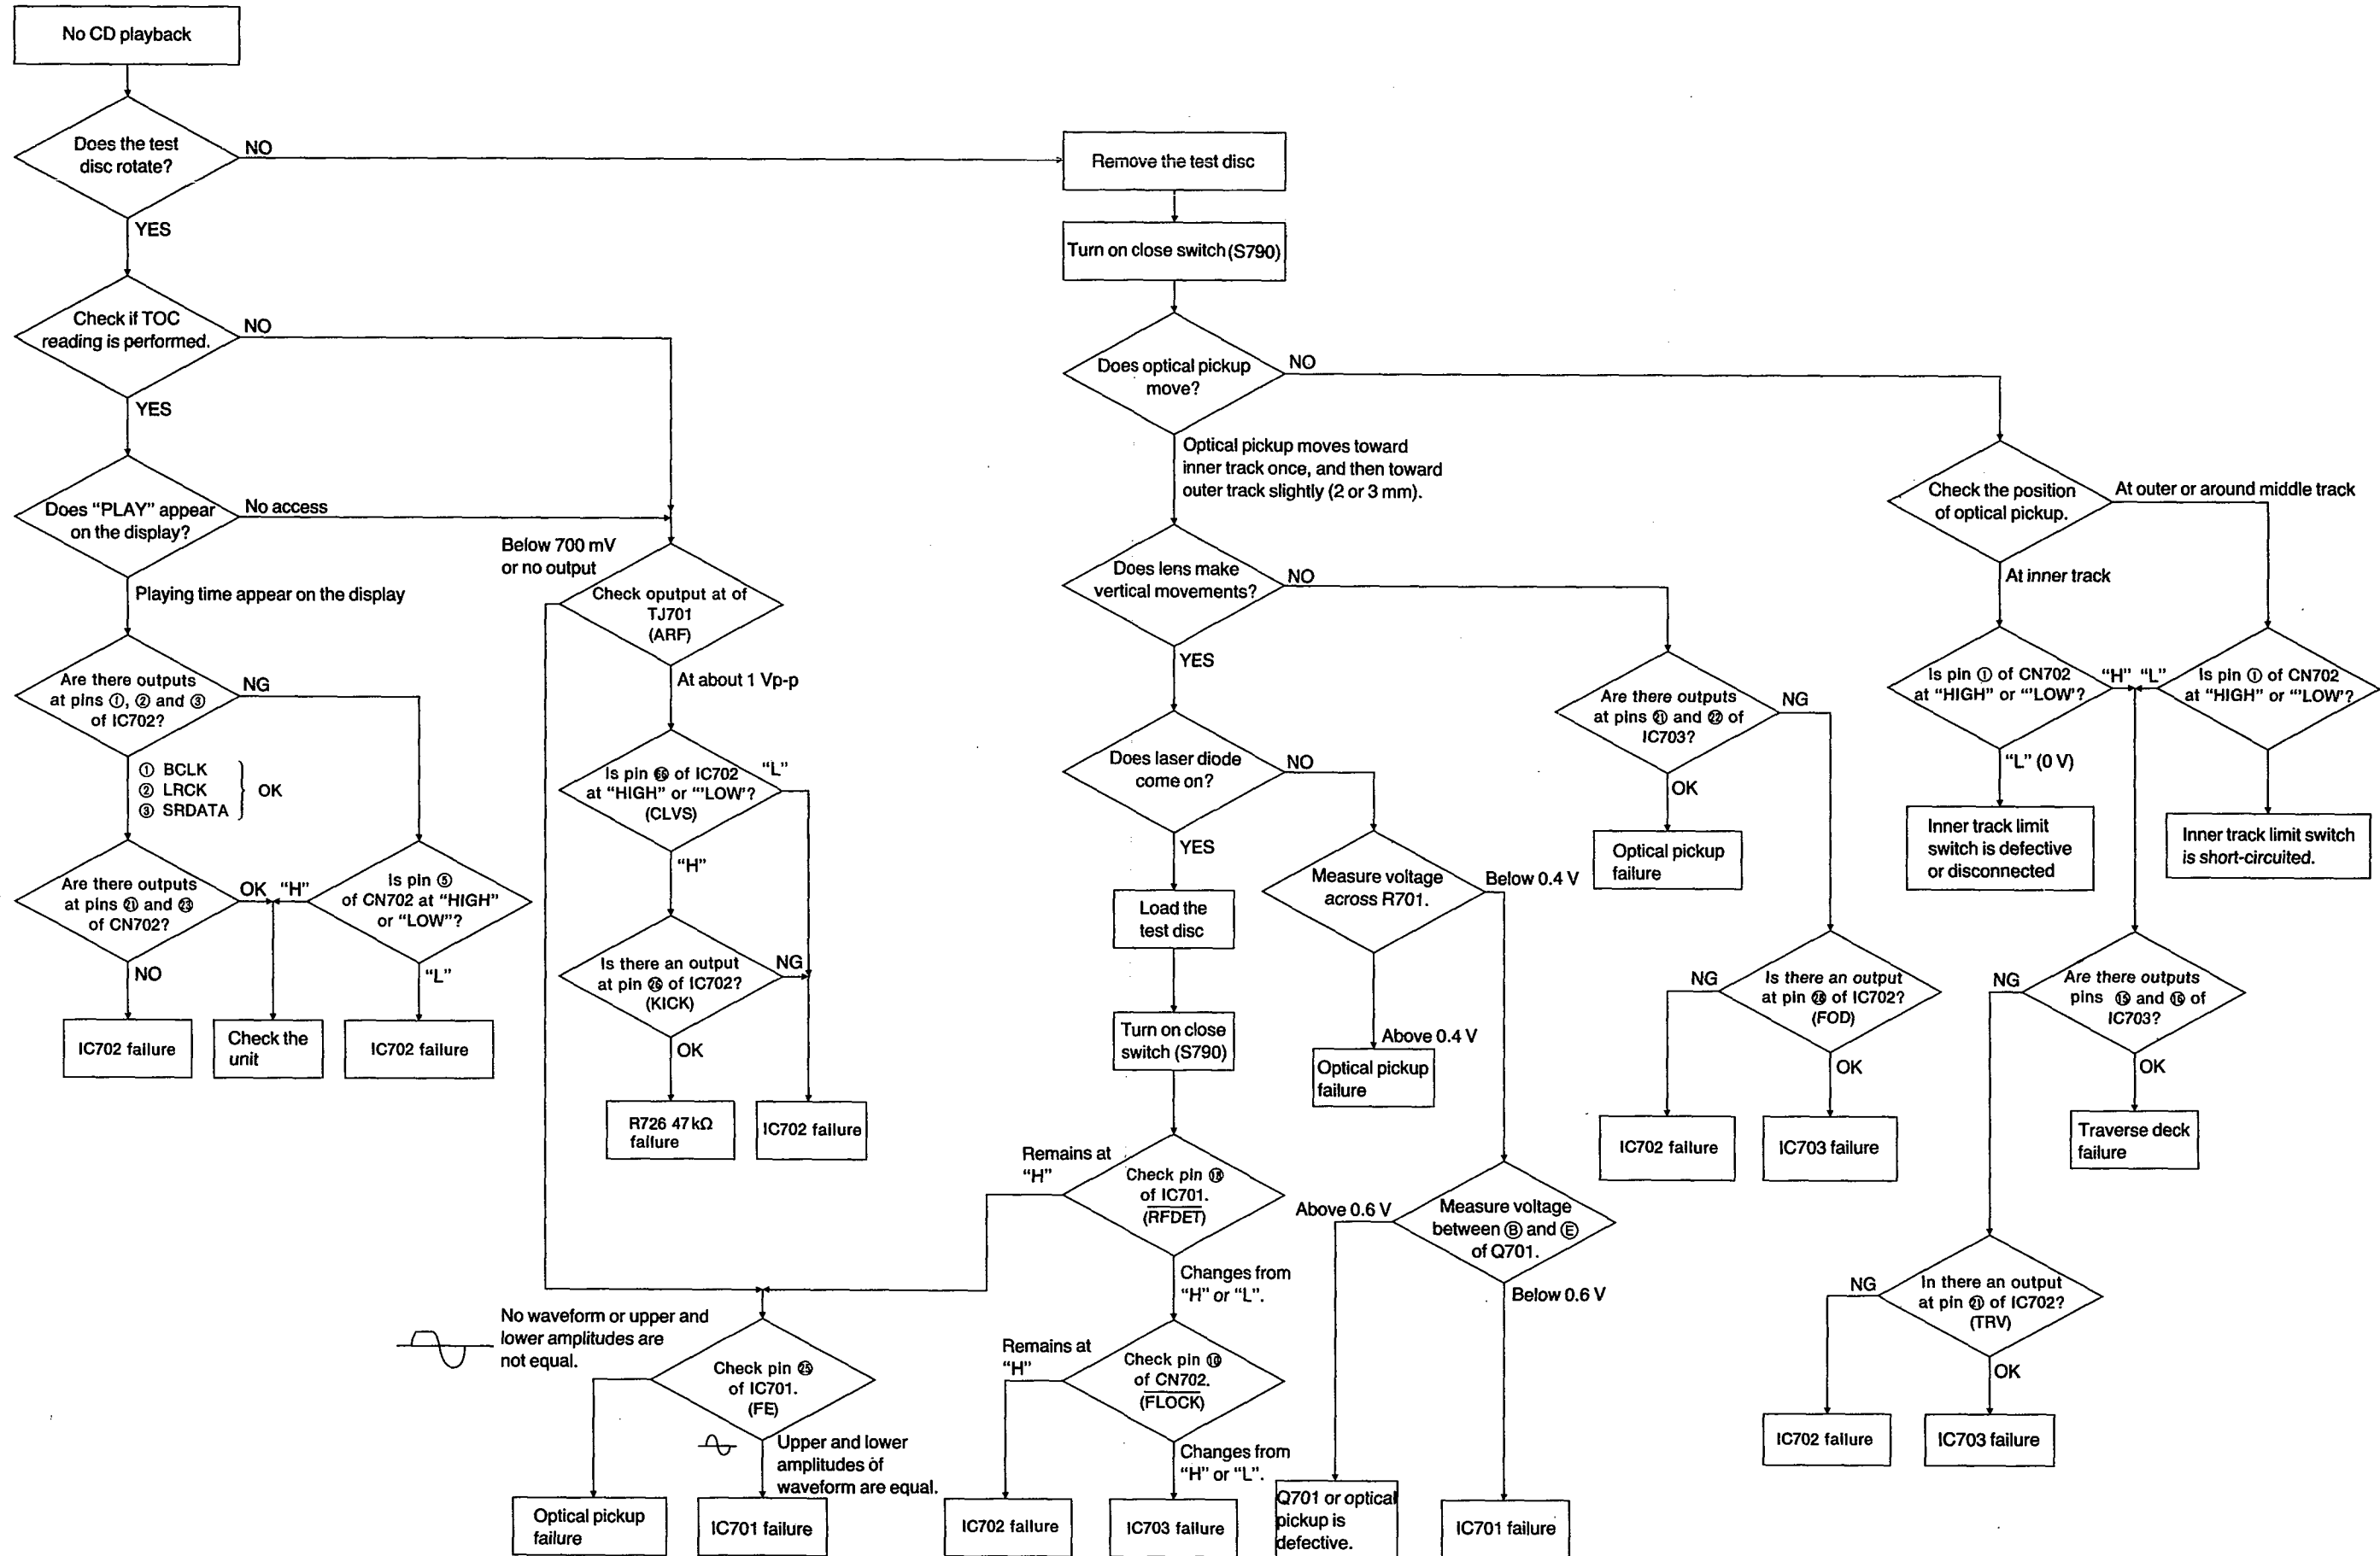 No CD playback
Does the test
disc rotate?
NO
YES
Check if TOC
reading is performed.
NO
YES
Does “PLAY” appear
on the display?
No access
Playing time appear on the display
Are there outputs
at pins ①, ② and ③
of IC702?
NG
① BCLK
② LRCK
③ SRDATA
OK
Are there outputs
at pins ㉑ and ㉓
of CN702?
OK
“H”
Is pin ⑤
of CN702 at “HIGH”
or “LOW”?
NO
“L”
IC702 failure
Check the
unit
IC702 failure
Below 700 mV
or no output
Check oputput at of
TJ701
(ARF)
At about 1 Vp-p
Is pin 66 of IC702
at “HIGH” or “'LOW'?
(CLVS)
“L”
“H”
Is there an output
at pin ㉖ of IC702?
(KICK)
NG
OK
R726 47kΩ
failure
IC702 failure
No waveform or upper and
lower amplitudes are
not equal.
Check pin ㉕
of IC701.
(FE)
Upper and lower
amplitudes of
waveform are equal.
Optical pickup
failure
IC701 failure
Remove the test disc
Turn on close switch (S790)
Does optical pickup
move?
NO
Optical pickup moves toward
inner track once, and then toward
outer track slightly (2 or 3 mm).
Does lens make
vertical movements?
NO
YES
Does laser diode
come on?
NO
YES
Load the
test disc
Turn on close
switch (S790)
Remains at
“H”
Check pin ⑱
of IC701.
(RFDET)
Changes from
“H” or “L”.
Remains at
“H”
Check pin ⑩
of CN702.
(FLOCK)
Changes from
“H” or “L”.
IC702 failure
IC703 failure
Measure voltage
across R701.
Below 0.4 V
Above 0.4 V
Optical pickup
failure
Above 0.6 V
Measure voltage
between Ⓑ and Ⓔ
of Q701.
Below 0.6 V
Q701 or optical
pickup is
defective.
IC701 failure
Are there outputs
at pins ㉑ and ㉒ of
IC703?
NG
OK
Optical pickup
failure
NG
Is there an output
at pin ㉘ of IC702?
(FOD)
OK
IC702 failure
IC703 failure
Check the position
of optical pickup.
At outer or around middle track
At inner track
Is pin ① of CN702
at “HIGH” or “'LOW'?
“H”
“L”
Is pin ① of CN702
at “HIGH” or “'LOW'?
“L” (0 V)
Inner track limit
switch is defective
or disconnected
Inner track limit switch
is short-circuited.
NG
Are there outputs
pins ⑮ and ⑯ of
IC703?
OK
Traverse deck
failure
NG
In there an output
at pin ㉑ of IC702?
(TRV)
OK
IC702 failure
IC703 failure